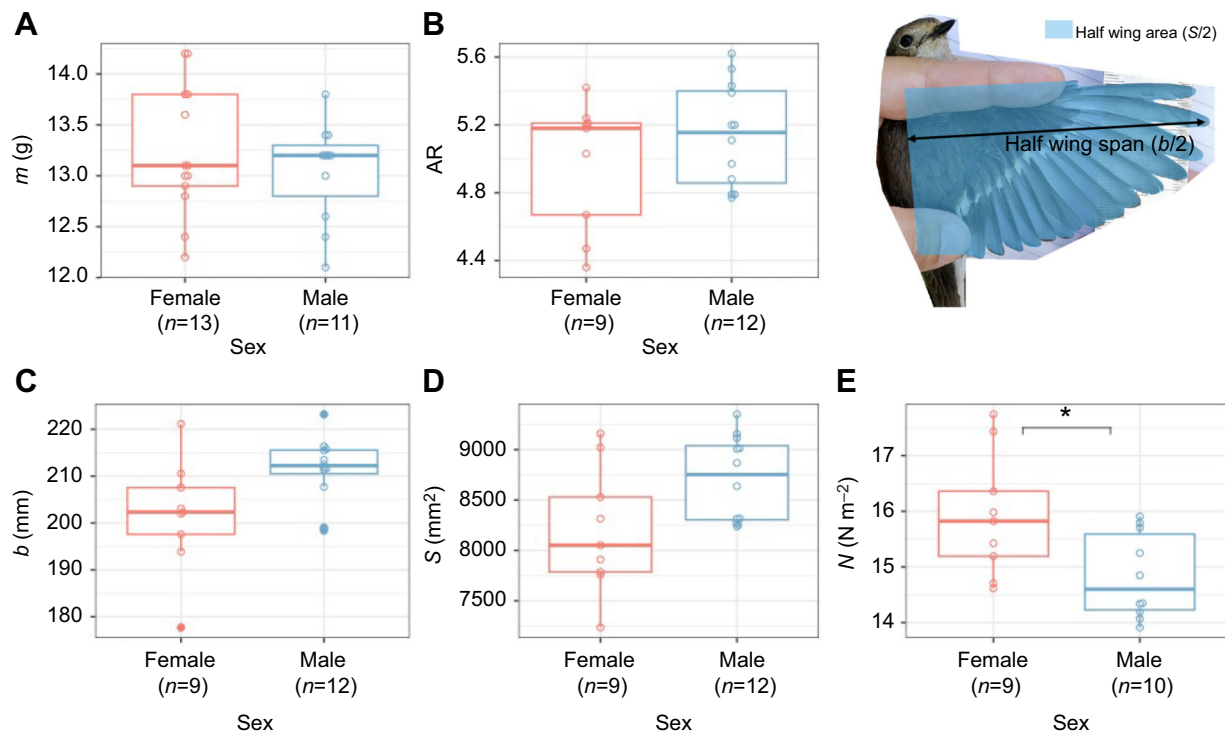 A
m (g)
14.0
13.5
13.0
12.5
12.0
Female
(n=13)
Male
(n=11)
Sex
B
AR
5.6
5.2
4.8
4.4
Female
(n=9)
Male
(n=12)
Sex
Half wing area (S/2)
Half wing span (b/2)
C
b (mm)
220
210
200
190
180
Female
(n=9)
Male
(n=12)
Sex
D
S (mm²)
9000
8500
8000
7500
Female
(n=9)
Male
(n=12)
Sex
E
N (N m⁻²)
17
16
15
14
*
Female
(n=9)
Male
(n=10)
Sex